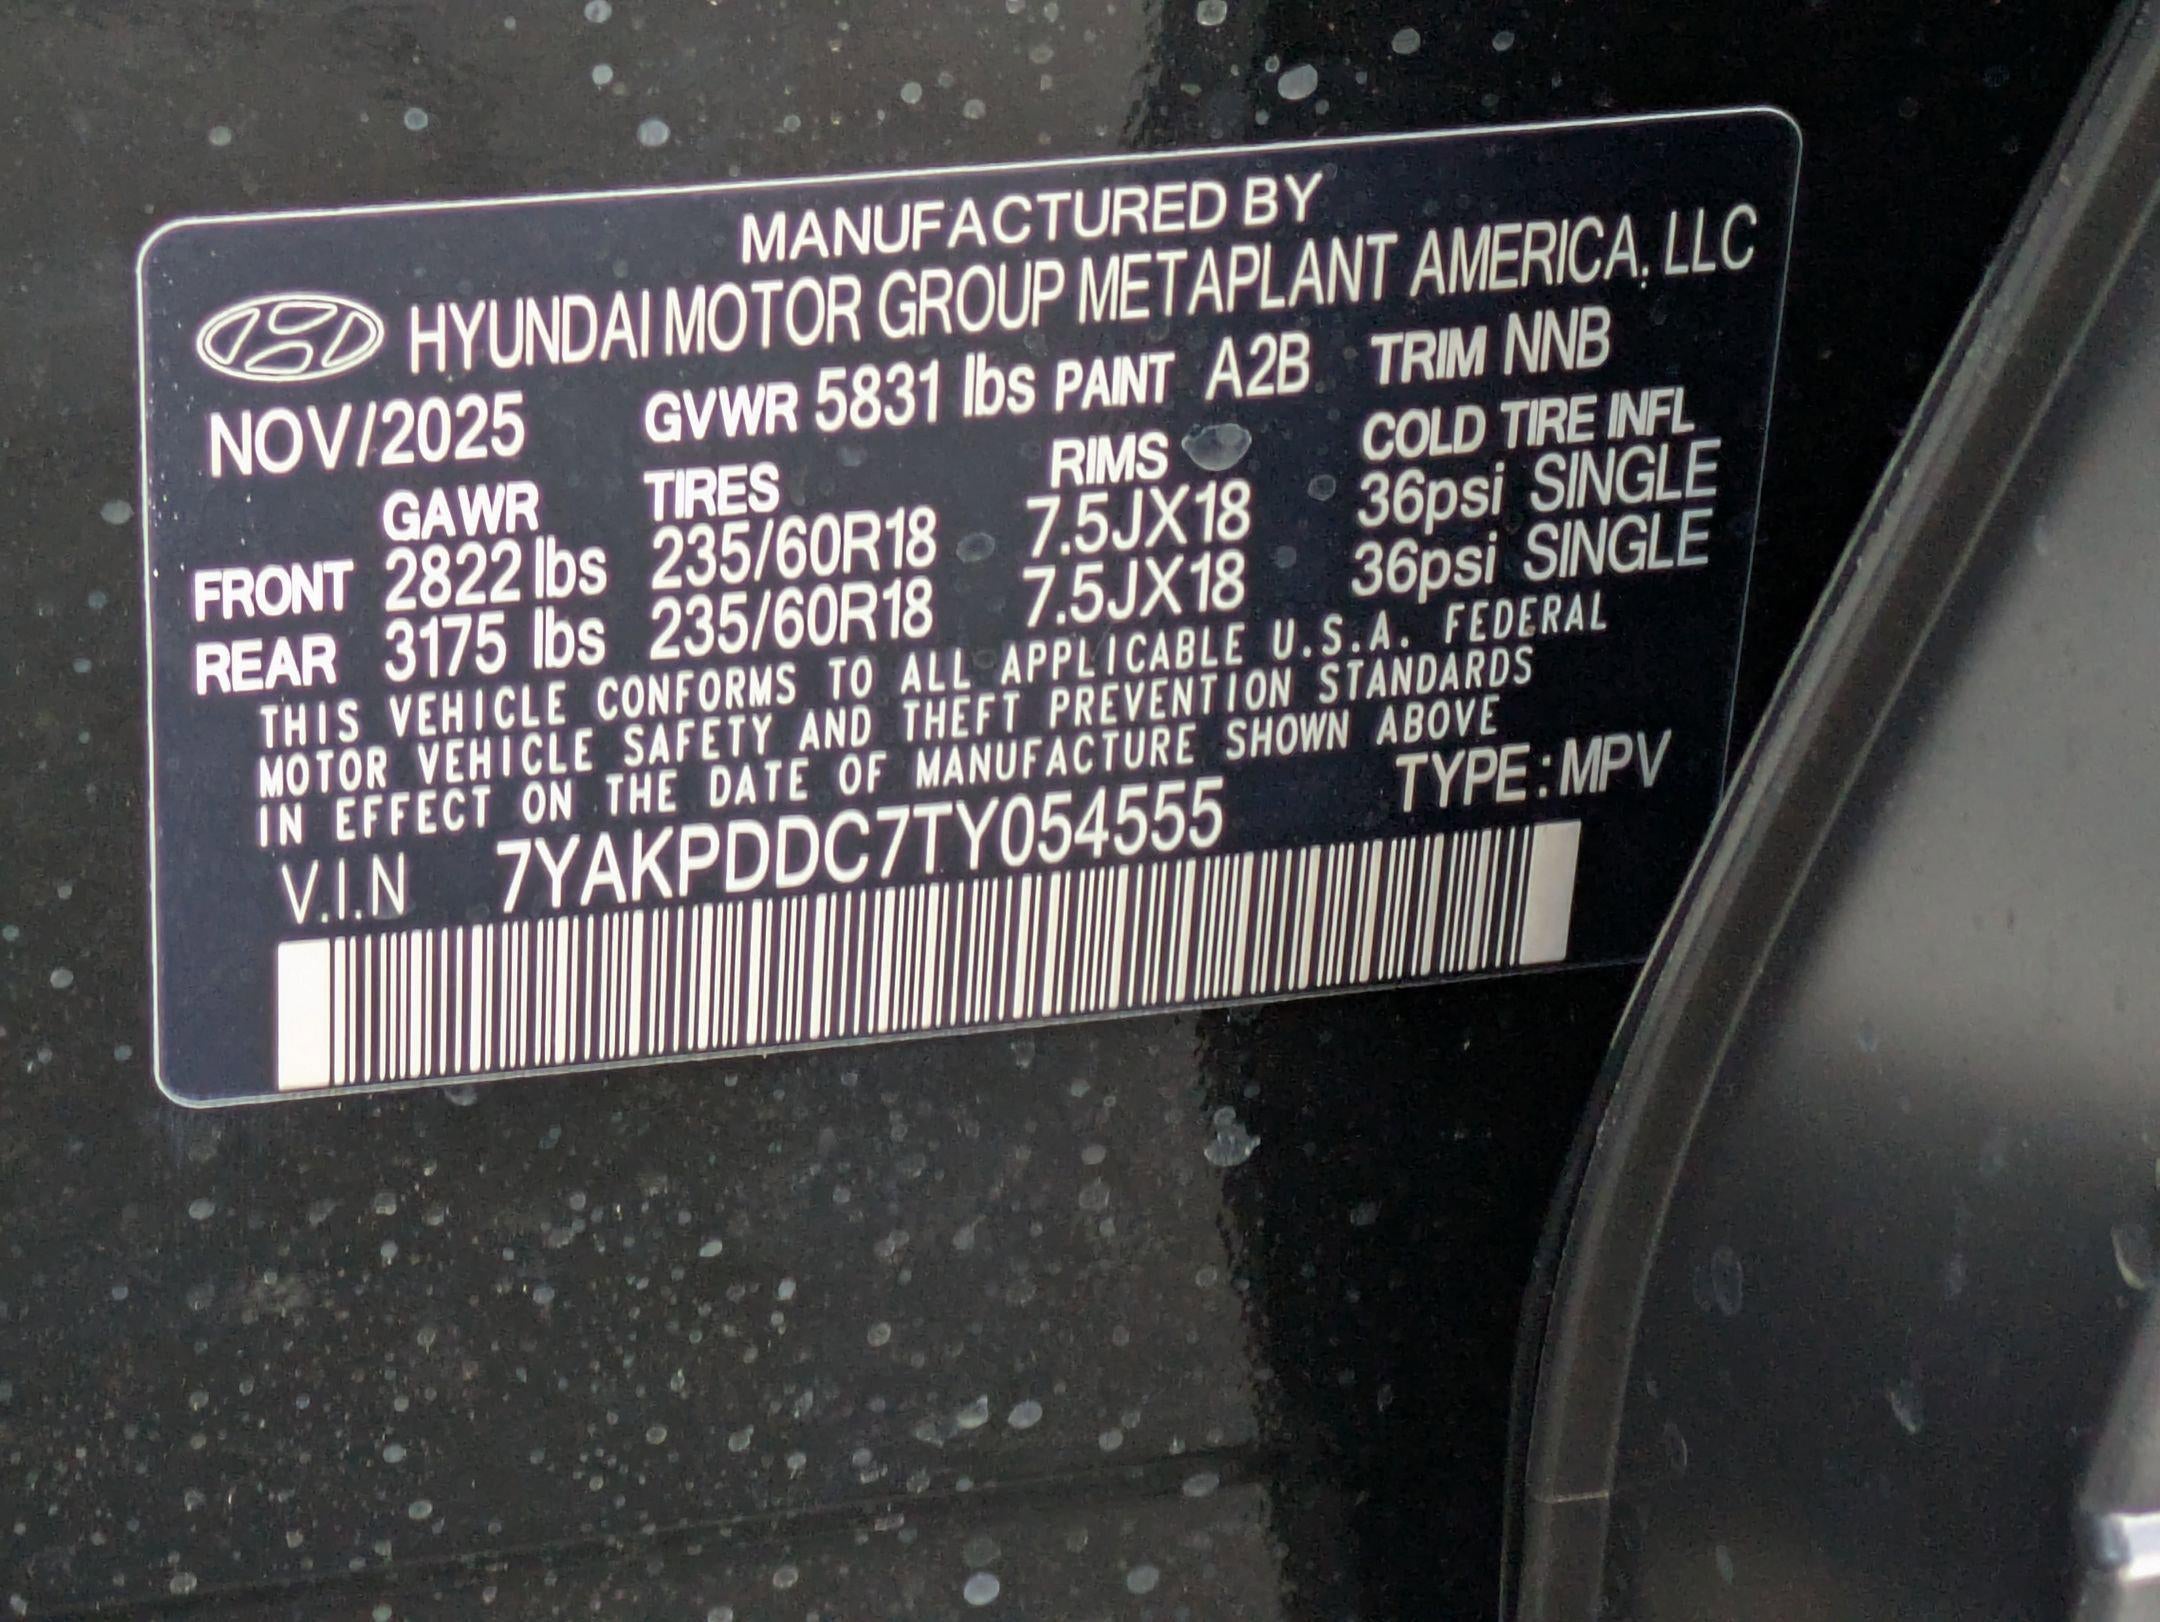 MANUFACTURED BY
HYUNDAI MOTOR GROUP METAPLANT AMERICA, LLC
NOV/2025 GVWR 5831 lbs PAINT A2B TRIM NNB
GAWR TIRES RIMS COLD TIRE INFL
FRONT 2822 lbs 235/60R18 7.5JX18 36psi SINGLE
REAR 3175 lbs 235/60R18 7.5JX18 36psi SINGLE
THIS VEHICLE CONFORMS TO ALL APPLICABLE U.S.A. FEDERAL
MOTOR VEHICLE SAFETY AND THEFT PREVENTION STANDARDS
IN EFFECT ON THE DATE OF MANUFACTURE SHOWN ABOVE
V.I.N 7YAKPDDC7TY054555 TYPE:MPV